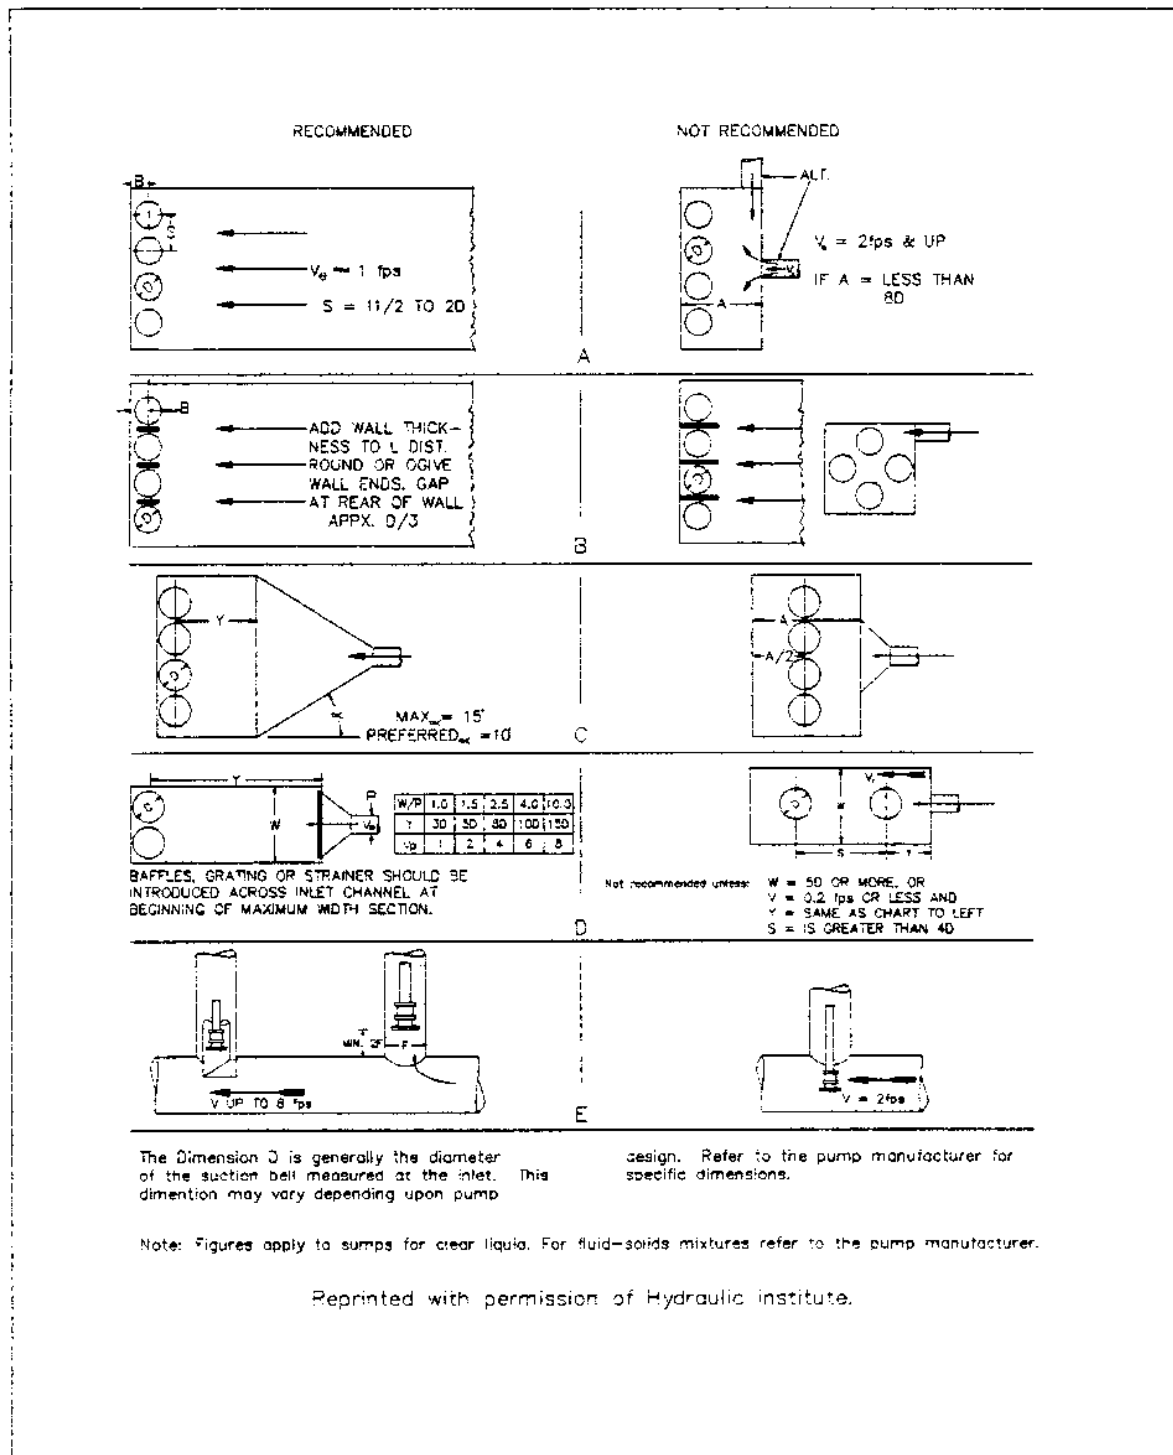 RECOMMENDED
NOT RECOMMENDED
B
1
S
D
Ve = 1 fps
S = 11/2 TO 2D
ALT.
D
V
A
V = 2fps & UP
IF A = LESS THAN
8D
A
B
D
ADD WALL THICK-
NESS TO L DIST.
ROUND OR OGIVE
WALL ENDS. GAP
AT REAR OF WALL
APPX. D/3
D
B
Y
D
∝
MAX∝ = 15°
PREFERRED∝ =10
A
A/2
C
Y
D
W
P
Vp
W/P 1.0 1.5 2.5 4.0 10.0
Y 3D 5D 8D 10D 15D
Vp 1 2 4 6 8
BAFFLES, GRATING OR STRAINER SHOULD BE
INTRODUCED ACROSS INLET CHANNEL AT
BEGINNING OF MAXIMUM WIDTH SECTION.
D
W
S
Y
Not recommended unless:
W = 5D OR MORE, OR
V = 0.2 fps OR LESS AND
Y = SAME AS CHART TO LEFT
S = IS GREATER THAN 4D
D
MIN. 2F
F
V UP TO 8 fps
V = 2fps
E
The Dimension D is generally the diameter
of the suction bell measured at the inlet. This
dimention may vary depending upon pump
design. Refer to the pump manufacturer for
specific dimensions.
Note: Figures apply to sumps for clear liquid. For fluid-solids mixtures refer to the pump manufacturer.
Reprinted with permission of Hydraulic institute.